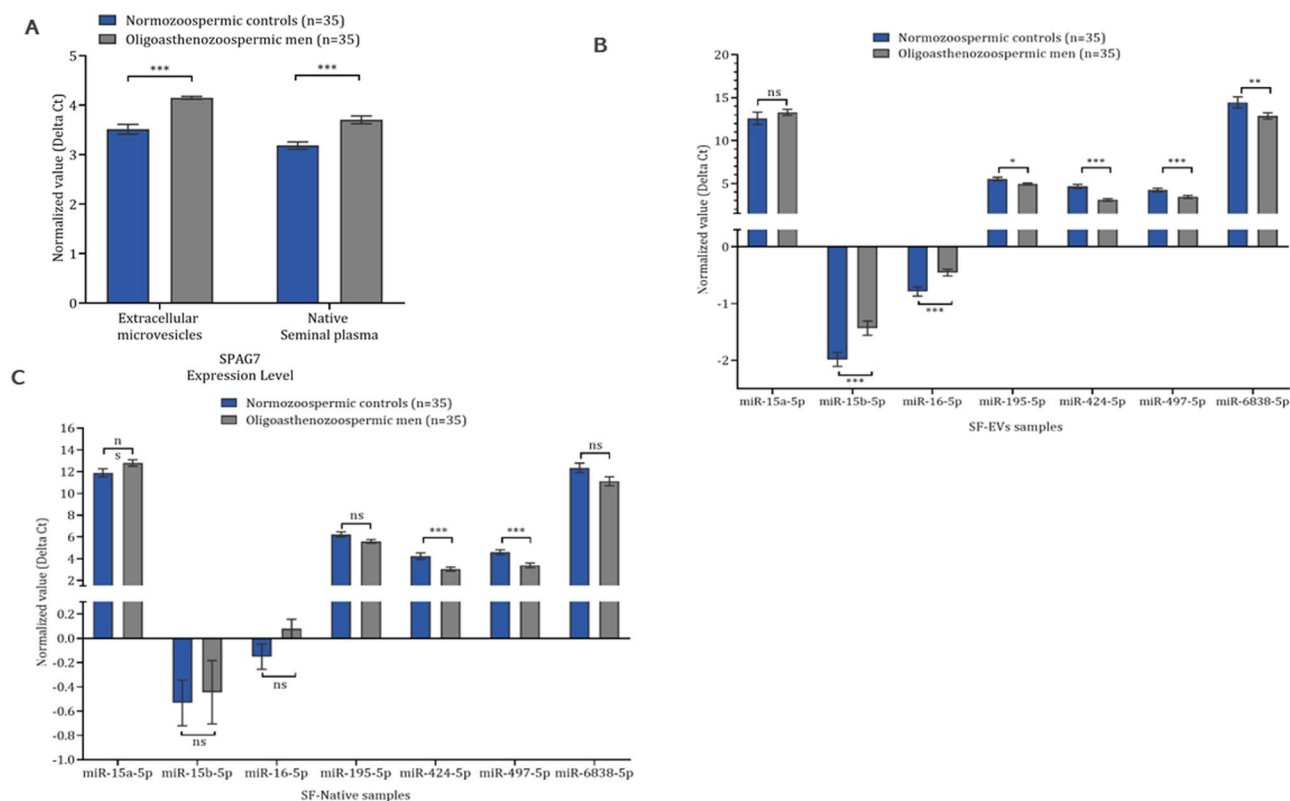 A
Normozoospermic controls (n=35)
Oligoasthenozoospermic men (n=35)
Normalized value (Delta Ct)
5
4
3
2
1
0
***
***
Extracellular
microvesicles
Native
Seminal plasma
SPAG7
Expression Level
B
Normozoospermic controls (n=35)
Oligoasthenozoospermic men (n=35)
Normalized value (Delta Ct)
20
15
10
5
0
-1
-2
ns
***
***
*
***
***
**
miR-15a-5p
miR-15b-5p
miR-16-5p
miR-195-5p
miR-424-5p
miR-497-5p
miR-6838-5p
SF-EVs samples
C
Normozoospermic controls (n=35)
Oligoasthenozoospermic men (n=35)
Normalized value (Delta Ct)
16
14
12
10
8
6
4
2
0.2
0.0
-0.2
-0.4
-0.6
-0.8
-1.0
n
s
ns
ns
ns
***
***
ns
miR-15a-5p
miR-15b-5p
miR-16-5p
miR-195-5p
miR-424-5p
miR-497-5p
miR-6838-5p
SF-Native samples